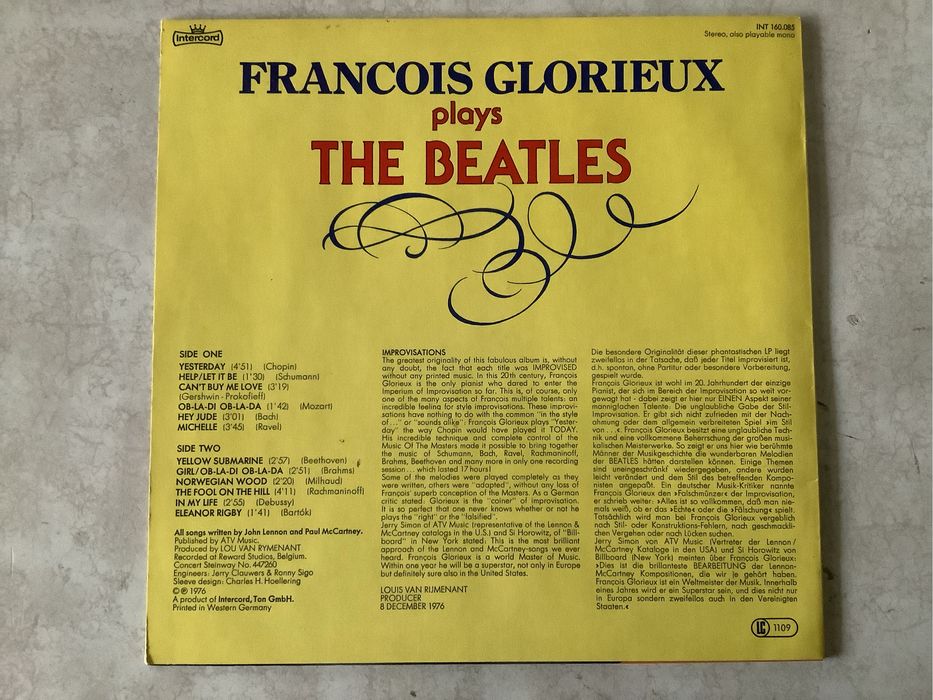 Intercord
INT 160.085
Stereo, also playable mono
FRANCOIS GLORIEUX
plays
THE BEATLES
SIDE ONE
YESTERDAY (4'51) (Chopin)
HELP/LET IT BE (1'30) (Schumann)
CAN'T BUY ME LOVE (3'19)
(Gershwin - Prokofieff)
OB-LA-DI OB-LA-DA (1'42) (Mozart)
HEY JUDE (3'01) (Bach)
MICHELLE (3'45) (Ravel)
SIDE TWO
YELLOW SUBMARINE (2'57) (Beethoven)
GIRL/OB-LA-DI OB-LA-DA (2'51) (Brahms)
NORWEGIAN WOOD (2'20) (Milhaud)
THE FOOL ON THE HILL (4'11) (Rachmaninoff)
IN MY LIFE (2'55) (Debussy)
ELEANOR RIGBY (1'41) (Bartók)
All songs written by John Lennon and Paul McCartney.
Published by ATV Music.
Produced by LOU VAN RYMENANT
Recorded at Reward Studios, Belgium.
Concert Steinway No. 447260
Engineers: Jerry Clauwers & Ronny Sigo
Sleeve design: Charles H. Hoellering
© ℗ 1976
A product of Intercord, Ton GmbH.
Printed in Western Germany
IMPROVISATIONS
The greatest originality of this fabulous album is, without
any doubt, the fact that each title was IMPROVISED
without any printed music. In this 20th century, François
Glorieux is the only pianist who dared to enter the
Imperium of Improvisation so far. This is, of course, only
one of the many aspects of François multiple talents: an
incredible feeling for style improvisations. These improvi-
sations have nothing to do with the common "in the style
of..." or "sounds alike": François Glorieux plays "Yester-
day" the way Chopin would have played it TODAY.
His incredible technique and complete control of the
Music Of The Masters made it possible to bring together
the music of Schumann, Bach, Ravel, Rachmaninoff,
Brahms, Beethoven and many more in only one recording
session... which lasted 17 hours!
Some of the melodies were played completely as they
were written, others were "adapted", without any loss of
François' superb conception of the Masters. As a German
critic stated: Glorieux is the "coiner" of improvisation.
It is so perfect that one never knows whether or not he
plays the "right" or the "falsified".
Jerry Simon of ATV Music (representative of the Lennon &
McCartney catalogs in the U.S.) and Si Horowitz, of "Bill-
board" in New York stated: This is the most brilliant
approach of the Lennon and McCartney-songs we ever
heard. François Glorieux is a world Master of Music.
Within one year he will be a superstar, not only in Europe
but definitely sure also in the United States.
LOUIS VAN RIJMENANT
PRODUCER
8 DECEMBER 1976
Die besondere Originalität dieser phantastischen LP liegt
zweifellos in der Tatsache, daß jeder Titel improvisiert ist,
d.h. spontan, ohne Partitur oder besondere Vorbereitung,
gespielt wurde.
François Glorieux ist wohl im 20. Jahrhundert der einzige
Pianist, der sich im Bereich der Improvisation so weit vor-
gewagt hat - dabei zeigt er hier nur EINEN Aspekt seiner
mannigfachen Talente: Die unglaubliche Gabe der Stil-
Improvisation. Er gibt sich nicht zufrieden mit der Nach-
ahmung oder dem allgemein verbreiteten Spiel »im Stil
von ...«. François Glorieux besitzt eine unglaubliche Tech-
nik und eine vollkommene Beherrschung der großen musi-
kalischen Meisterwerke. So zeigt er uns hier wie berühmte
Männer der Musikgeschichte die wunderbaren Melodien
der BEATLES hätten darstellen können. Einige Themen
sind uneingeschränkt wiedergegeben, andere wurden
leicht verändert und dem Stil des betreffenden Kompo-
nisten angepaßt. Ein deutscher Musik-Kritiker nannte
François Glorieux den »Falschmünzer« der Improvisation,
er schrieb weiter: »Alles ist so vollkommen, daß man nie-
mals weiß, ob er das »Echte« oder die »Fälschung« spielt.
Tatsächlich wird man bei François Glorieux vergeblich
nach Stil- oder Konstruktions-Fehlern, nach geschmackli-
chen Vergehen oder nach Lücken suchen.
Jerry Simon von ATV Music (Vertreter der Lennon/
McCartney Kataloge in den USA) und SI Horowitz von
Billboard (New York) meinten über François Glorieux:
»Dies ist die brillanteste BEARBEITUNG der Lennon-
McCartney Kompositionen, die wir je gehört haben.
François Glorieux ist ein Weltmeister der Musik. Innerhalb
eines Jahres wird er ein Superstar sein, und dies nicht nur
in Europa sondern zweifellos auch in den Vereinigten
Staaten.«
LC 1109